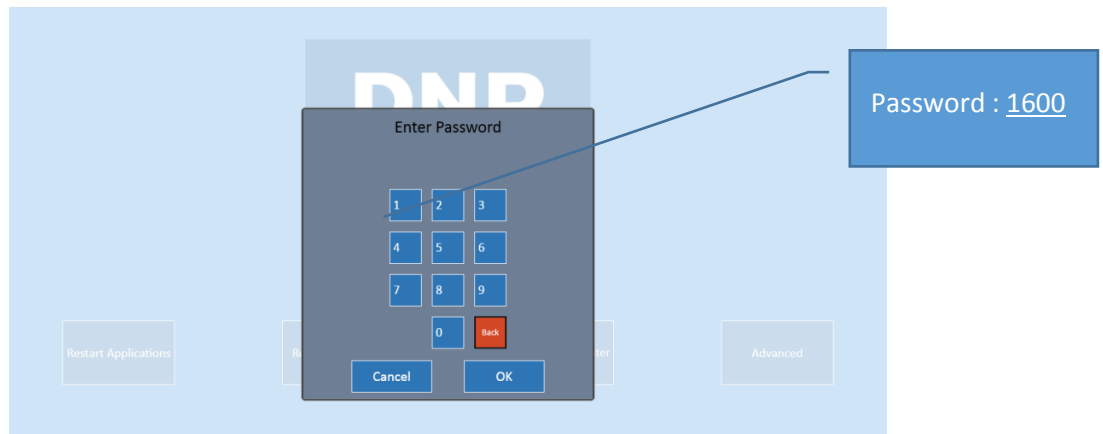 DNP
Password : 1600
Enter Password
1 2 3
4 5 6
7 8 9
0 Back
Restart Applications
Advanced
Cancel OK